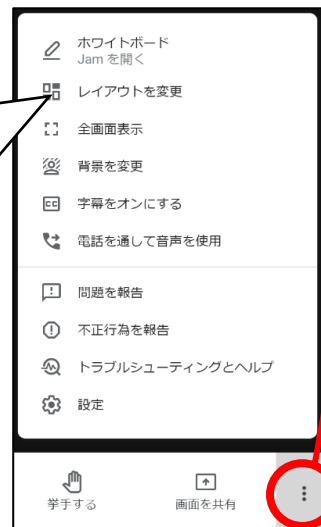 ホワイトボード
Jam を開く
レイアウトを変更
全画面表示
背景を変更
CC 字幕をオンにする
電話を通して音声を使用
問題を報告
不正行為を報告
トラブルシューティングとヘルプ
設定
挙手する
画面を共有